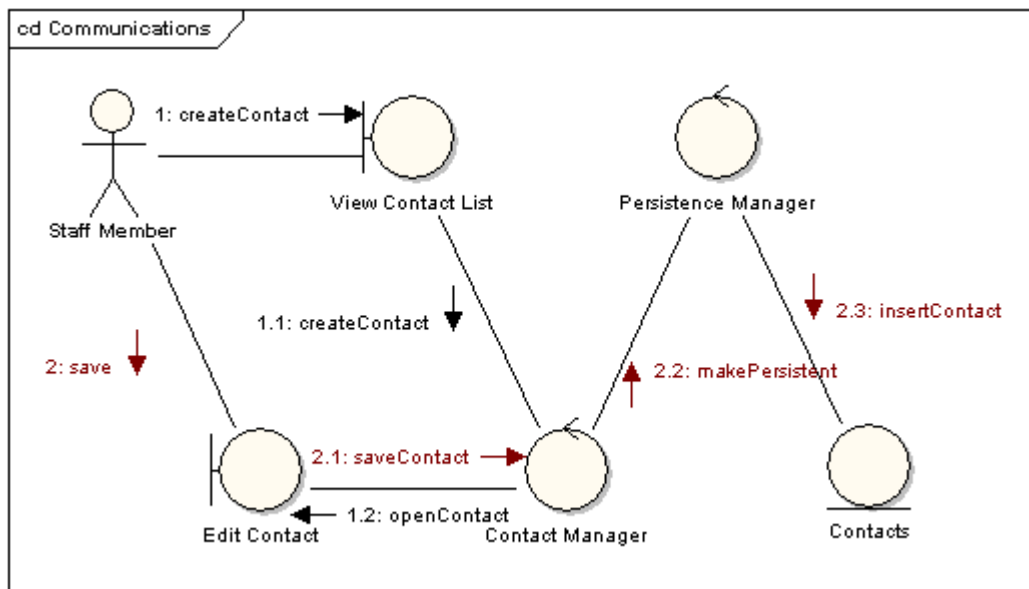 cd Communications
1: createContact
View Contact List
Persistence Manager
Staff Member
1.1: createContact
2.3: insertContact
2: save
2.2: makePersistent
2.1: saveContact
1.2: openContact
Edit Contact
Contact Manager
Contacts